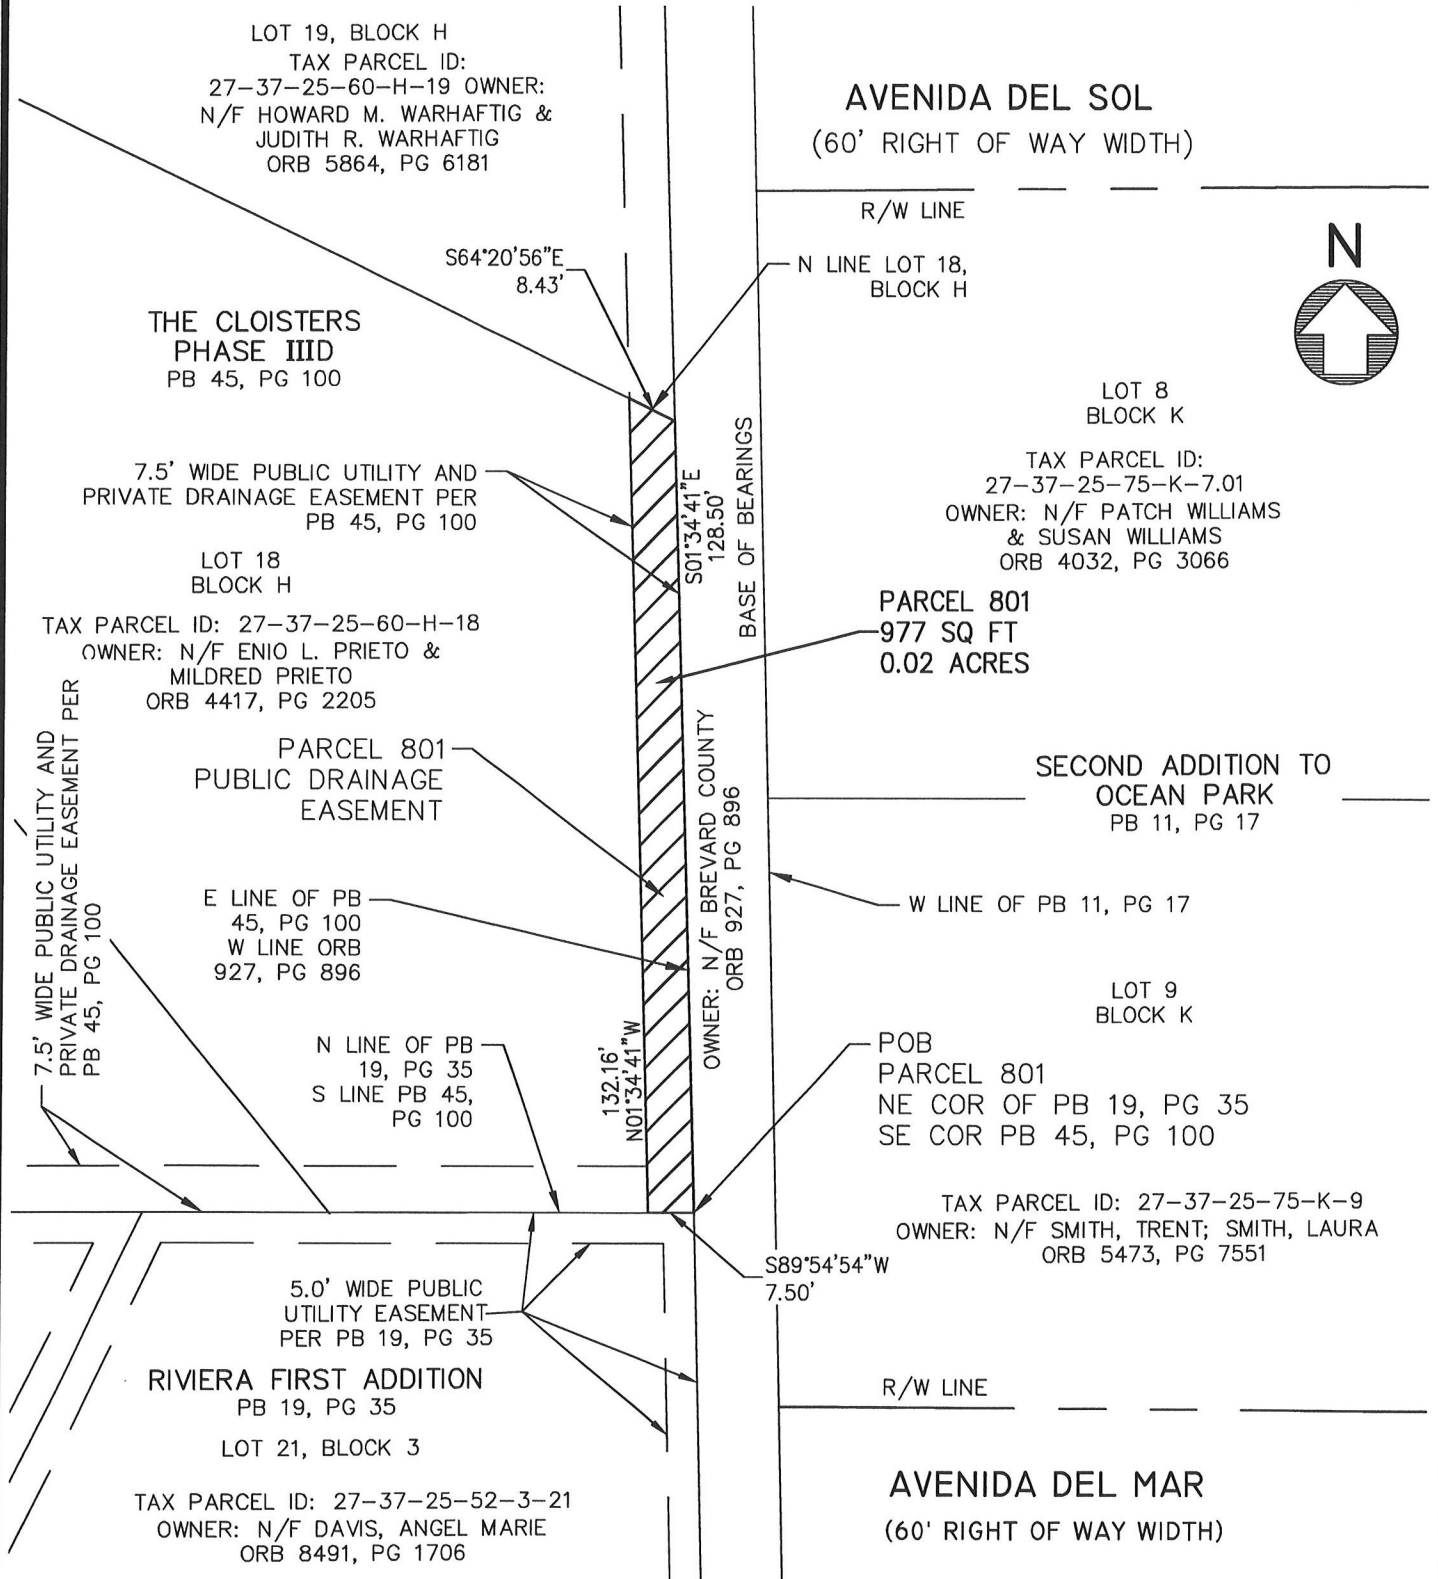 LOT 19, BLOCK H
TAX PARCEL ID:
27-37-25-60-H-19 OWNER:
N/F HOWARD M. WARHAFTIG &
JUDITH R. WARHAFTIG
ORB 5864, PG 6181
AVENIDA DEL SOL
(60' RIGHT OF WAY WIDTH)
R/W LINE
N
S64°20'56"E
8.43'
N LINE LOT 18,
BLOCK H
THE CLOISTERS
PHASE IIID
PB 45, PG 100
LOT 8
BLOCK K
TAX PARCEL ID:
27-37-25-75-K-7.01
OWNER: N/F PATCH WILLIAMS
& SUSAN WILLIAMS
ORB 4032, PG 3066
7.5' WIDE PUBLIC UTILITY AND
PRIVATE DRAINAGE EASEMENT PER
PB 45, PG 100
S01°34'41"E
128.50'
BASE OF BEARINGS
LOT 18
BLOCK H
TAX PARCEL ID: 27-37-25-60-H-18
OWNER: N/F ENIO L. PRIETO &
MILDRED PRIETO
ORB 4417, PG 2205
PARCEL 801
977 SQ FT
0.02 ACRES
7.5' WIDE PUBLIC UTILITY AND
PRIVATE DRAINAGE EASEMENT PER
PB 45, PG 100
PARCEL 801
PUBLIC DRAINAGE
EASEMENT
OWNER: N/F BREVARD COUNTY
ORB 927, PG 896
SECOND ADDITION TO
OCEAN PARK
PB 11, PG 17
E LINE OF PB
45, PG 100
W LINE ORB
927, PG 896
W LINE OF PB 11, PG 17
LOT 9
BLOCK K
N LINE OF PB
19, PG 35
S LINE PB 45,
PG 100
132.16'
N01°34'41"W
POB
PARCEL 801
NE COR OF PB 19, PG 35
SE COR PB 45, PG 100
TAX PARCEL ID: 27-37-25-75-K-9
OWNER: N/F SMITH, TRENT; SMITH, LAURA
ORB 5473, PG 7551
S89°54'54"W
7.50'
5.0' WIDE PUBLIC
UTILITY EASEMENT
PER PB 19, PG 35
RIVIERA FIRST ADDITION
PB 19, PG 35
LOT 21, BLOCK 3
TAX PARCEL ID: 27-37-25-52-3-21
OWNER: N/F DAVIS, ANGEL MARIE
ORB 8491, PG 1706
R/W LINE
AVENIDA DEL MAR
(60' RIGHT OF WAY WIDTH)